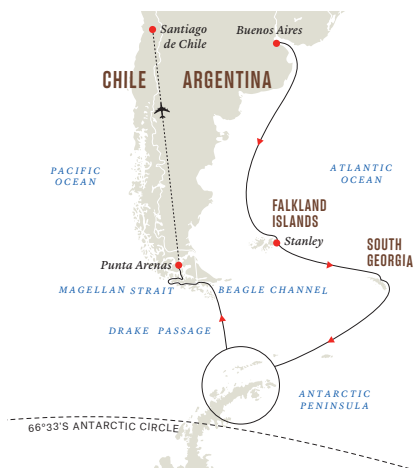 Santiago
de Chile
Buenos Aires
CHILE
ARGENTINA
PACIFIC
OCEAN
ATLANTIC
OCEAN
FALKLAND
ISLANDS
Stanley
SOUTH
GEORGIA
Punta Arenas
MAGELLAN STRAIT
BEAGLE CHANNEL
DRAKE PASSAGE
ANTARCTIC
PENINSULA
66°33'S ANTARCTIC CIRCLE